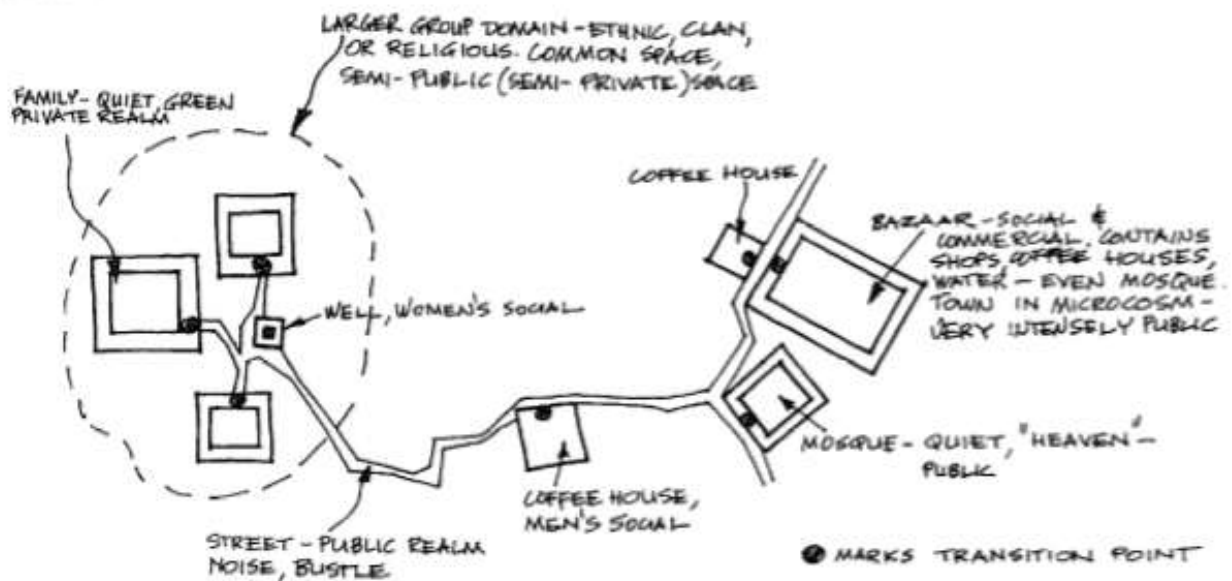 LARGER GROUP DOMAIN - ETHNIC, CLAN,
OR RELIGIOUS. COMMON SPACE,
SEMI-PUBLIC (SEMI-PRIVATE) SPACE
FAMILY - QUIET, GREEN
PRIVATE REALM
COFFEE HOUSE
BAZAAR - SOCIAL &
COMMERCIAL. CONTAINS
SHOPS, COFFEE HOUSES,
WATER - EVEN MOSQUE.
TOWN IN MICROCOSM -
VERY INTENSELY PUBLIC
WELL, WOMEN'S SOCIAL
MOSQUE - QUIET, "HEAVEN" -
PUBLIC
COFFEE HOUSE,
MEN'S SOCIAL
STREET - PUBLIC REALM
NOISE, BUSTLE
MARKS TRANSITION POINT